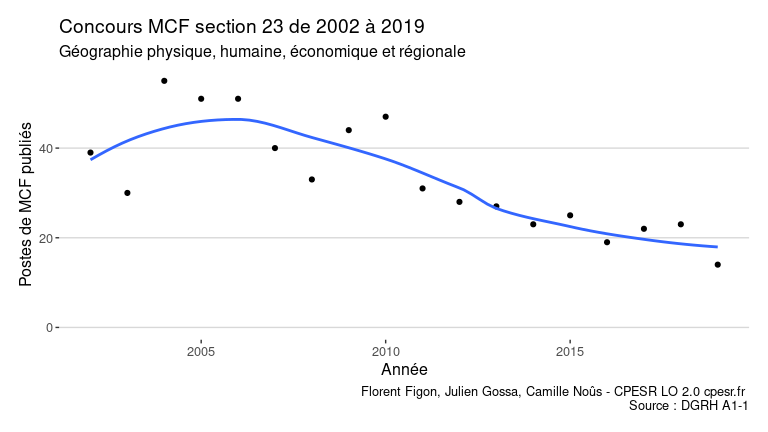 Concours MCF section 23 de 2002 à 2019
Géographie physique, humaine, économique et régionale
Postes de MCF publiés
40
20
0
2005
2010
2015
Année
Florent Figon, Julien Gossa, Camille Noûs - CPESR LO 2.0 cpesr.fr
Source : DGRH A1-1